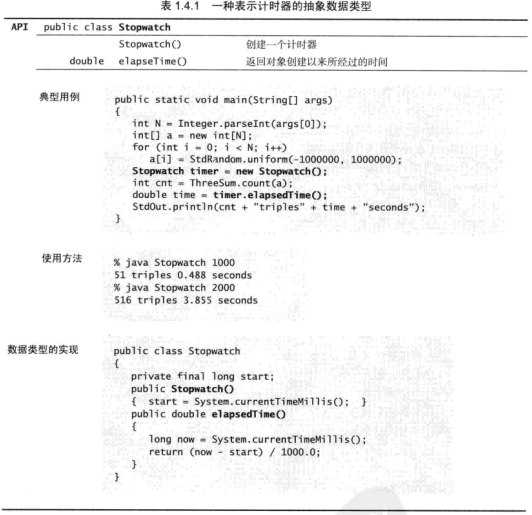 表 1.4.1 一种表示计时器的抽象数据类型
API public class Stopwatch
Stopwatch() 创建一个计时器
double elapseTime() 返回对象创建以来所经过的时间
典型用例
public static void main(String[] args)
{
int N = Integer.parseInt(args[0]);
int[] a = new int[N];
for (int i = 0; i < N; i++)
a[i] = StdRandom.uniform(-1000000, 1000000);
Stopwatch timer = new Stopwatch();
int cnt = ThreeSum.count(a);
double time = timer.elapsedTime();
StdOut.println(cnt + "triples" + time + "seconds");
}
使用方法
% java Stopwatch 1000
51 triples 0.488 seconds
% java Stopwatch 2000
516 triples 3.855 seconds
数据类型的实现
public class Stopwatch
{
private final long start;
public Stopwatch()
{ start = System.currentTimeMillis(); }
public double elapsedTime()
{
long now = System.currentTimeMillis();
return (now - start) / 1000.0;
}
}